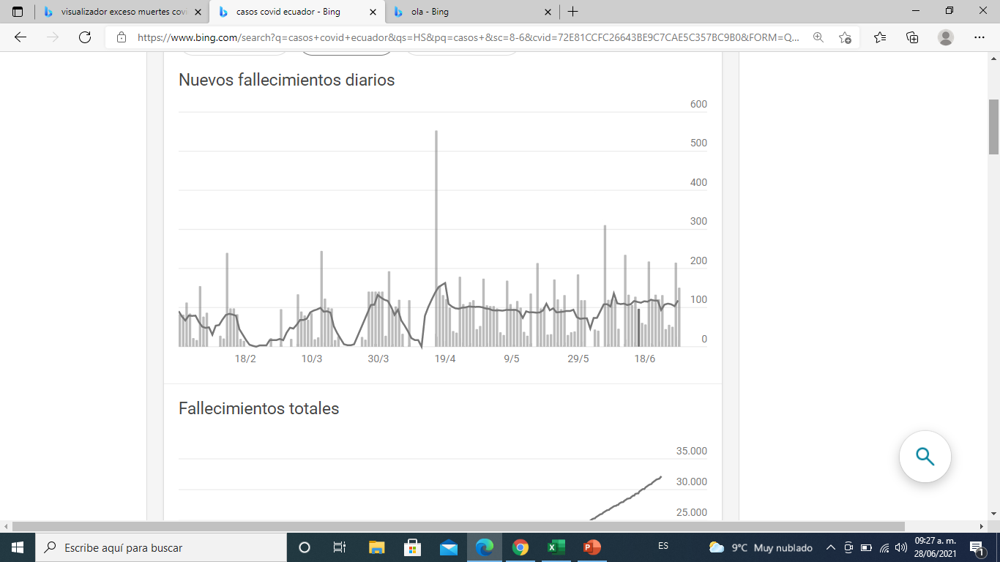 visualizador exceso muertes covi
casos covid ecuador - Bing
ola - Bing
https://www.bing.com/search?q=casos+covid+ecuador&qs=HS&pq=casos+&sc=8-6&cvid=72E81CCFC26643BE9C7CAE5C357BC9B0&FORM=Q...
Nuevos fallecimientos diarios
600
500
400
300
200
100
0
18/2 10/3 30/3 19/4 9/5 29/5 18/6
Fallecimientos totales
35.000
30.000
25.000
Escribe aquí para buscar
ES
9°C Muy nublado
09:27 a. m.
28/06/2021
1